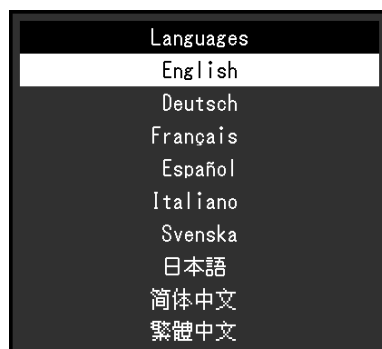 Languages
English
Deutsch
Français
Español
Italiano
Svenska
日本語
简体中文
繁體中文